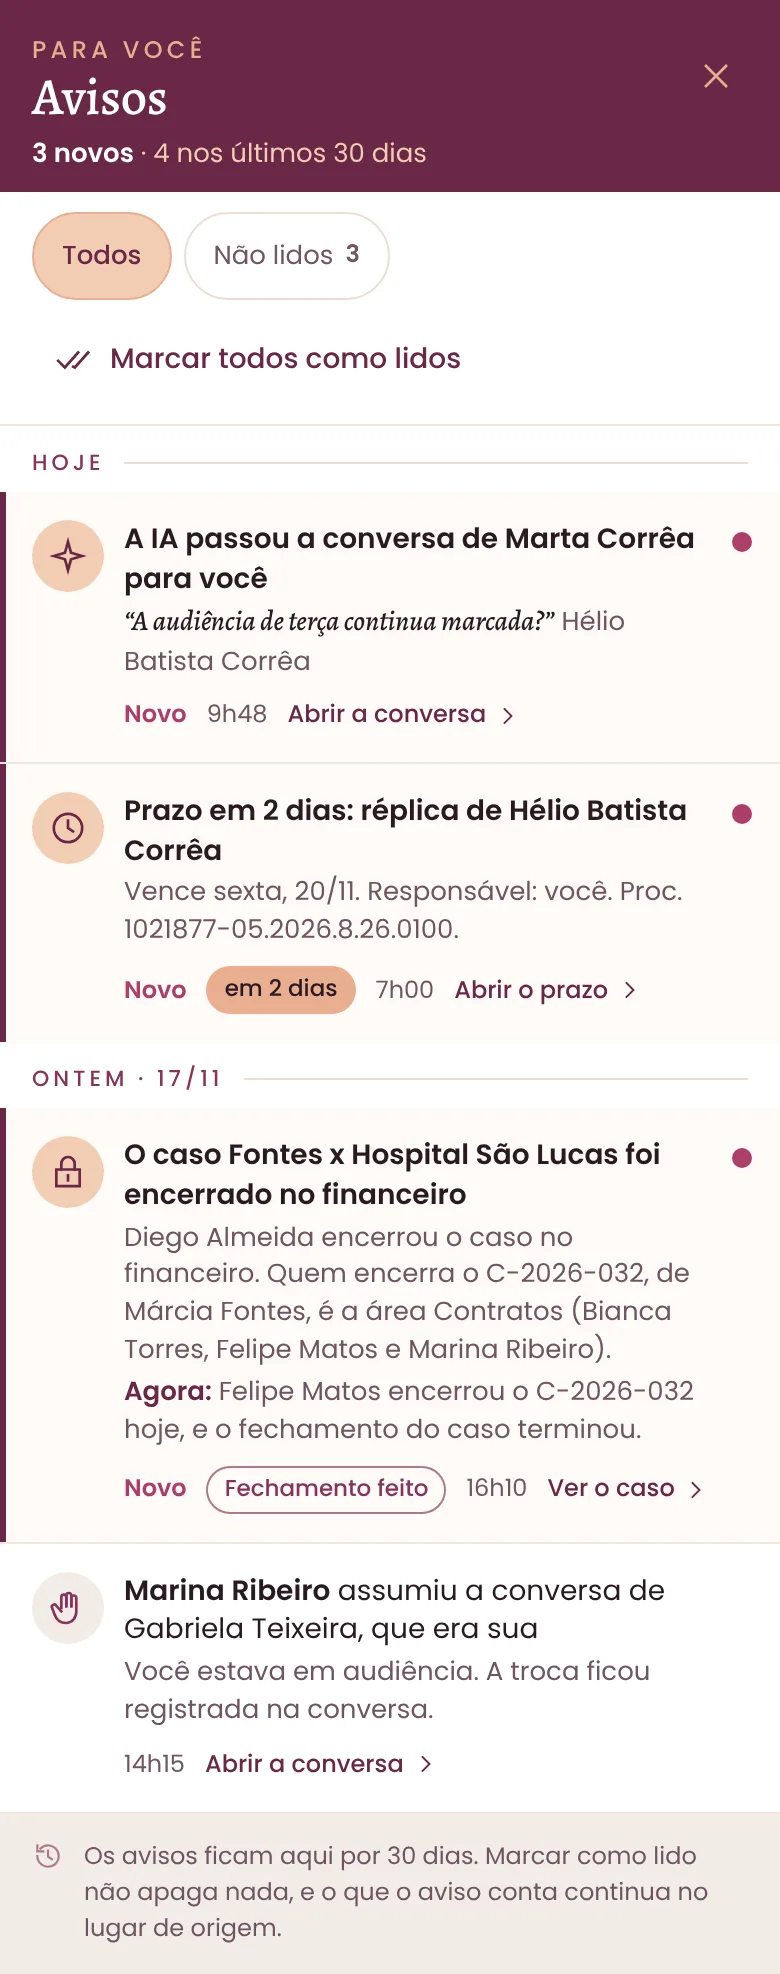 PARA VOCÊ
Avisos
3 novos · 4 nos últimos 30 dias
Todos
Não lidos 3
Marcar todos como lidos
HOJE
A IA passou a conversa de Marta Corrêa
para você
“A audiência de terça continua marcada?” Hélio
Batista Corrêa
Novo 9h48 Abrir a conversa
Prazo em 2 dias: réplica de Hélio Batista
Corrêa
Vence sexta, 20/11. Responsável: você. Proc.
1021877-05.2026.8.26.0100.
Novo em 2 dias 7h00 Abrir o prazo
ONTEM · 17/11
O caso Fontes x Hospital São Lucas foi
encerrado no financeiro
Diego Almeida encerrou o caso no
financeiro. Quem encerra o C-2026-032, de
Márcia Fontes, é a área Contratos (Bianca
Torres, Felipe Matos e Marina Ribeiro).
Agora: Felipe Matos encerrou o C-2026-032
hoje, e o fechamento do caso terminou.
Novo Fechamento feito 16h10 Ver o caso
Marina Ribeiro assumiu a conversa de
Gabriela Teixeira, que era sua
Você estava em audiência. A troca ficou
registrada na conversa.
14h15 Abrir a conversa
Os avisos ficam aqui por 30 dias. Marcar como lido
não apaga nada, e o que o aviso conta continua no
lugar de origem.